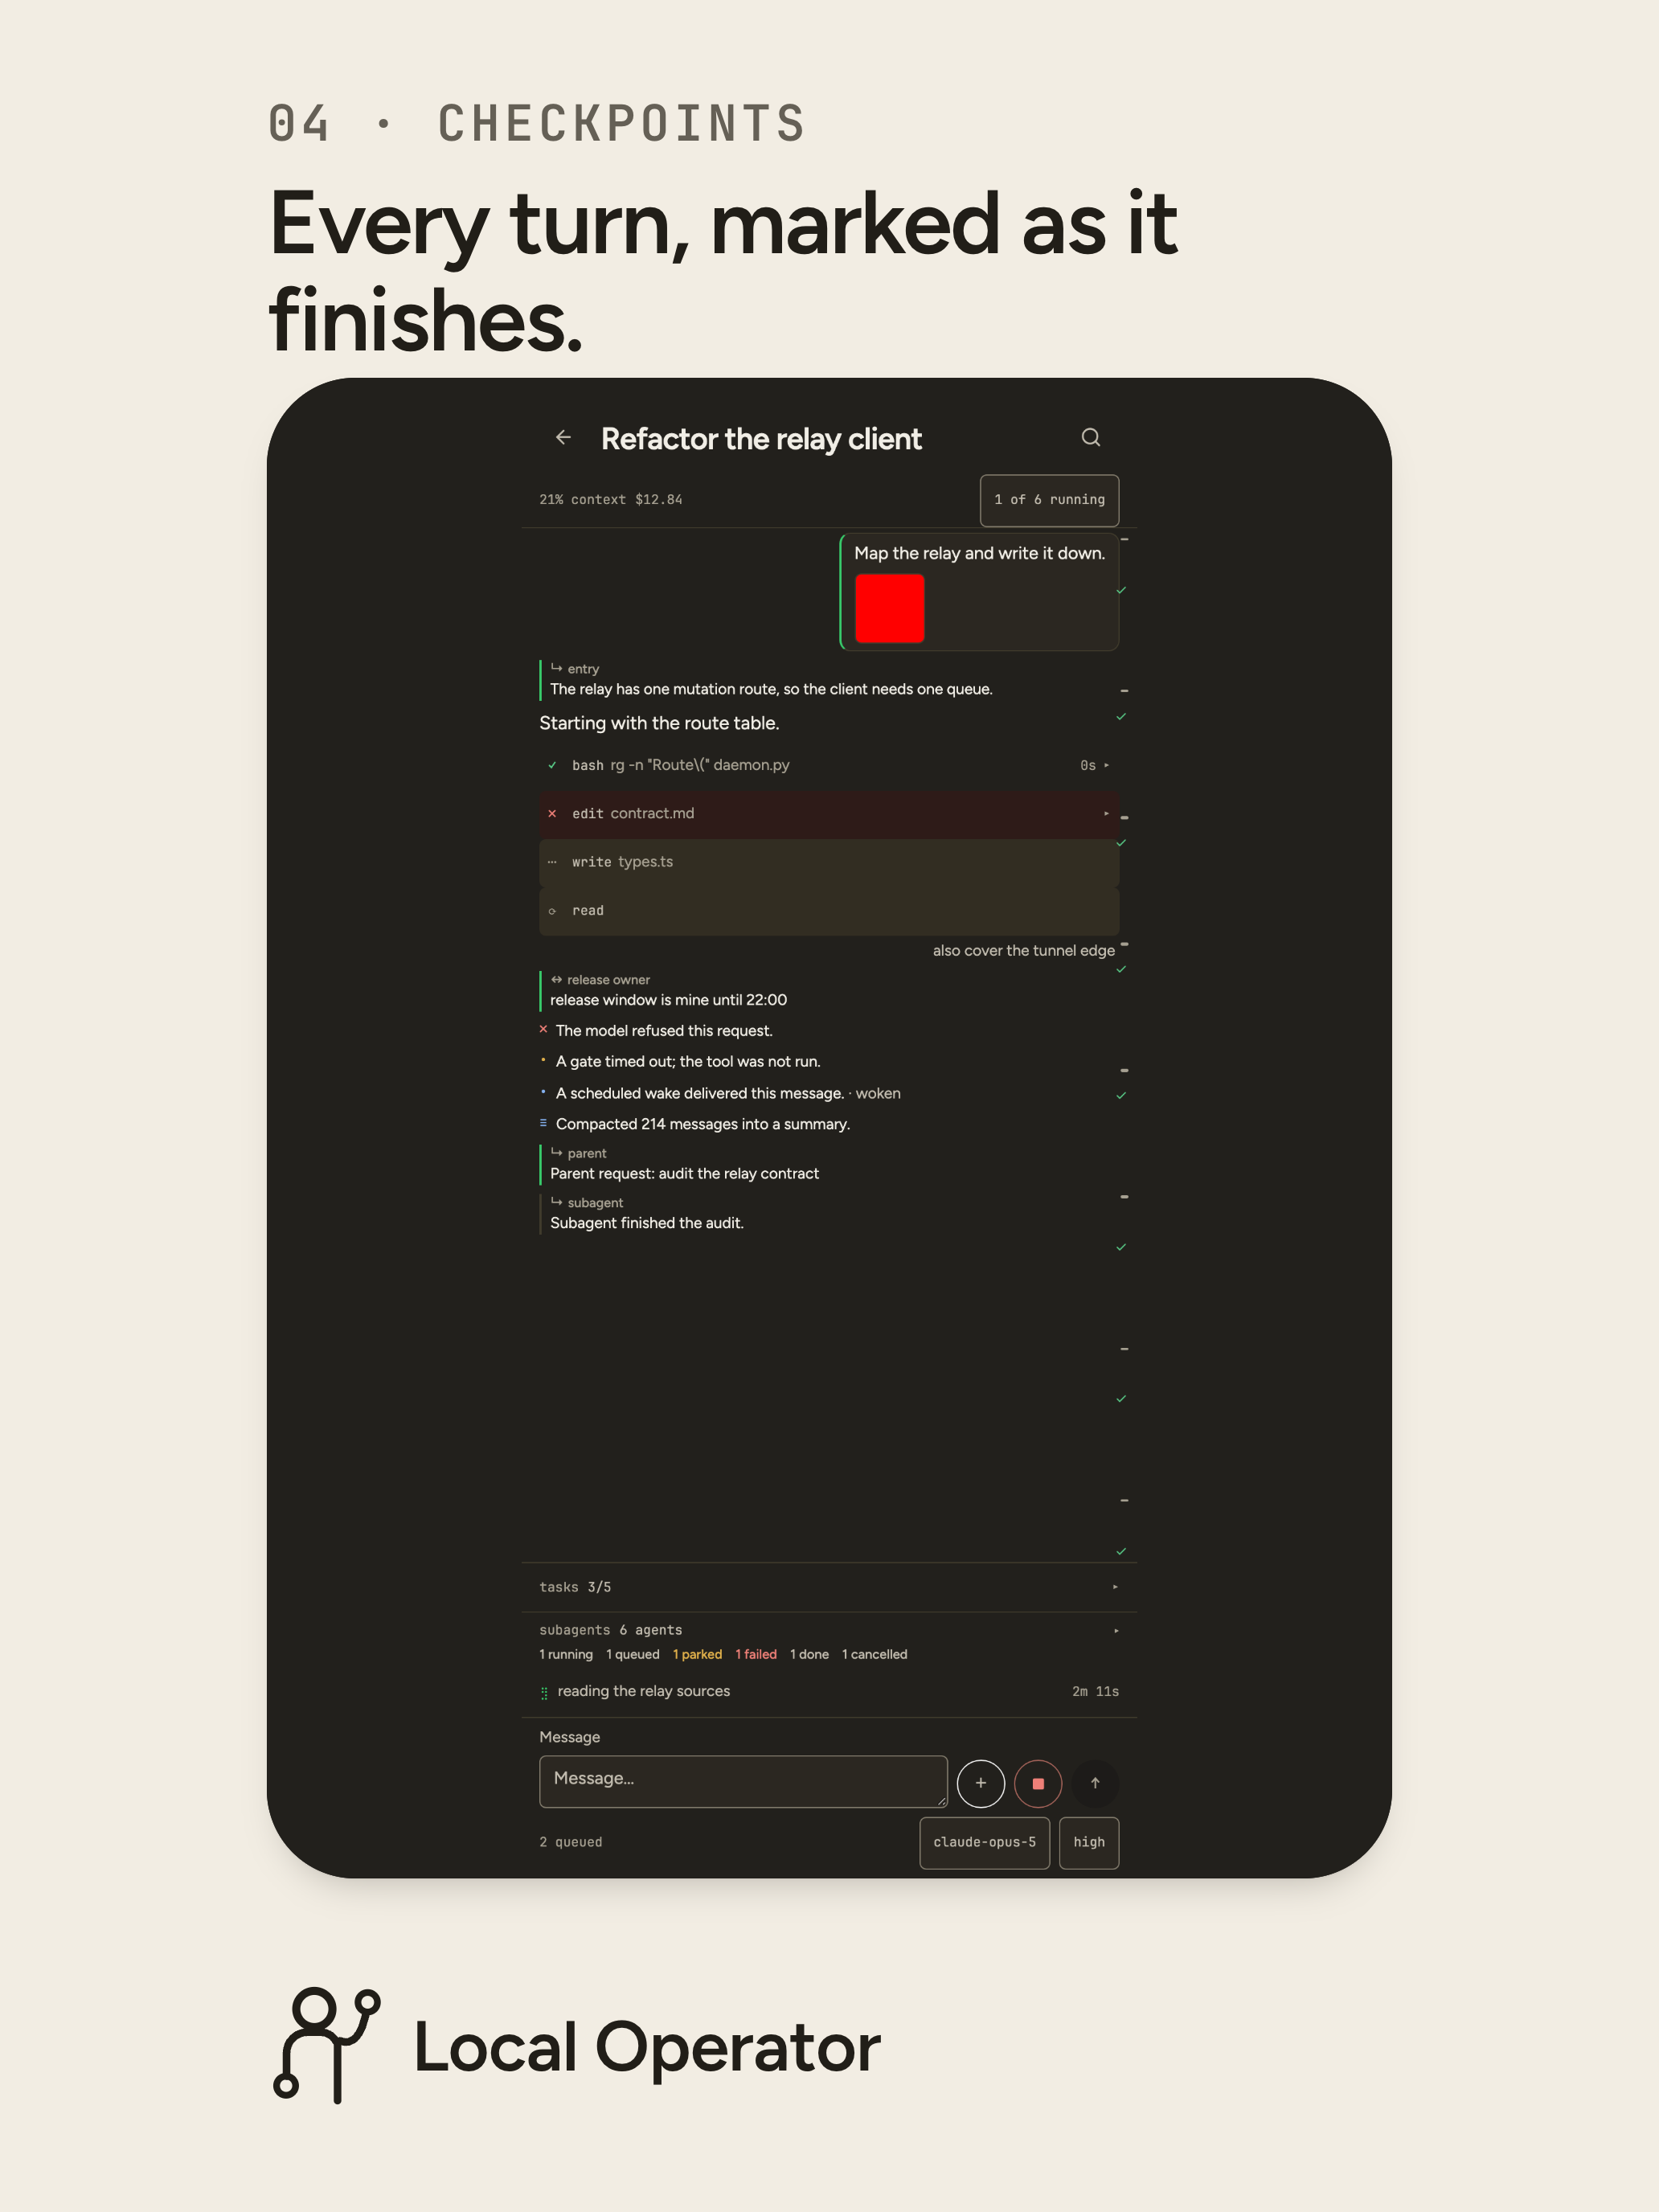 04 · CHECKPOINTS
Every turn, marked as it
finishes.
Refactor the relay client
21% context $12.84
1 of 6 running
Map the relay and write it down.
entry
The relay has one mutation route, so the client needs one queue.
Starting with the route table.
bash rg -n "Route\(" daemon.py 0s
edit contract.md
write types.ts
read
also cover the tunnel edge
release owner
release window is mine until 22:00
The model refused this request.
A gate timed out; the tool was not run.
A scheduled wake delivered this message. · woken
Compacted 214 messages into a summary.
parent
Parent request: audit the relay contract
subagent
Subagent finished the audit.
tasks 3/5
subagents 6 agents
1 running 1 queued 1 parked 1 failed 1 done 1 cancelled
reading the relay sources 2m 11s
Message
Message...
2 queued
claude-opus-5 high
Local Operator